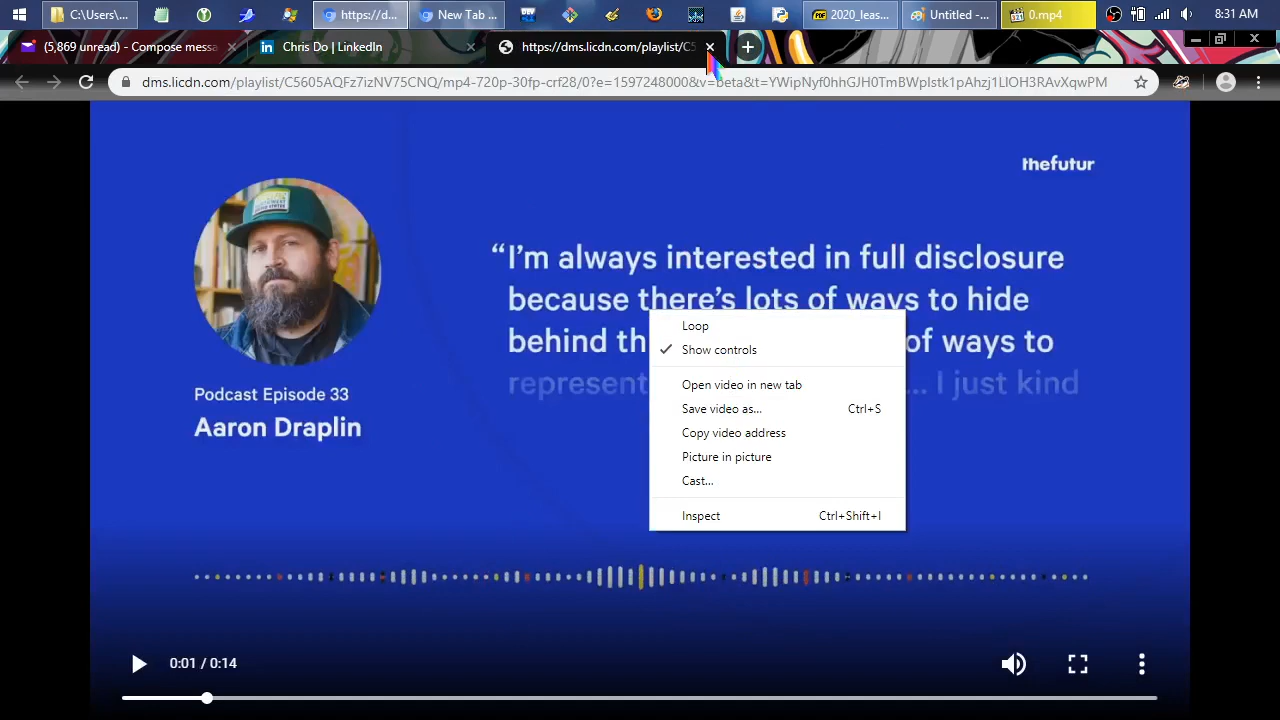 C:\Users\...
https://d...
New Tab ...
2020_leas...
Untitled -...
0.mp4
8:31 AM
(5,869 unread) - Compose messa
Chris Do | LinkedIn
https://dms.licdn.com/playlist/C5
dms.licdn.com/playlist/C5605AQFz7izNV75CNQ/mp4-720p-30fp-crf28/0?e=1597248000&v=beta&t=YWipNyf0hhGJH0TmBWpIstk1pAhzj1LIOH3RAvXqwPM
thefutur
“I’m always interested in full disclosure
because there’s lots of ways to hide
behind th
of ways to
represent
... I just kind
Podcast Episode 33
Aaron Draplin
Loop
Show controls
Open video in new tab
Save video as... Ctrl+S
Copy video address
Picture in picture
Cast...
Inspect Ctrl+Shift+I
0:01 / 0:14